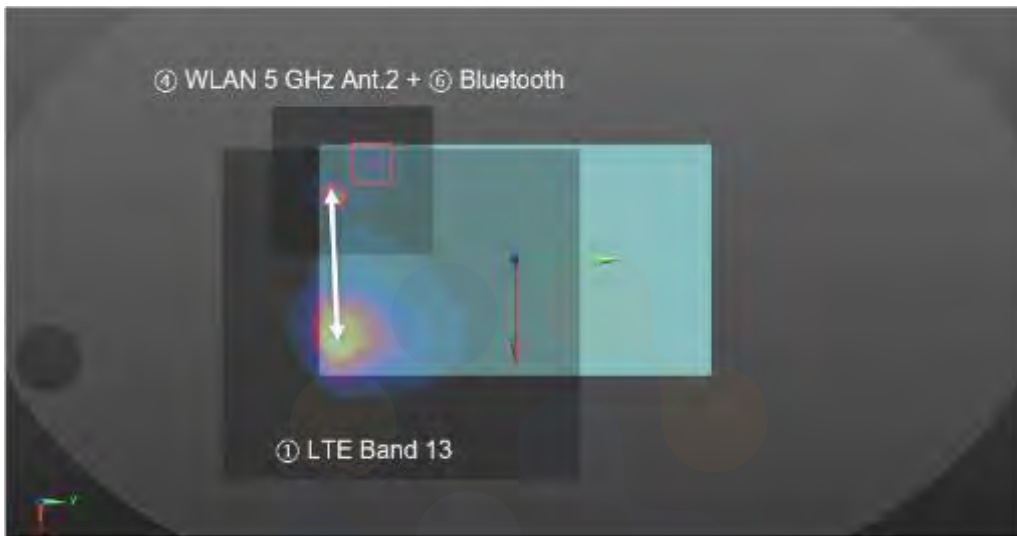 ④ WLAN 5 GHz Ant.2 + ⑥ Bluetooth
① LTE Band 13
Y